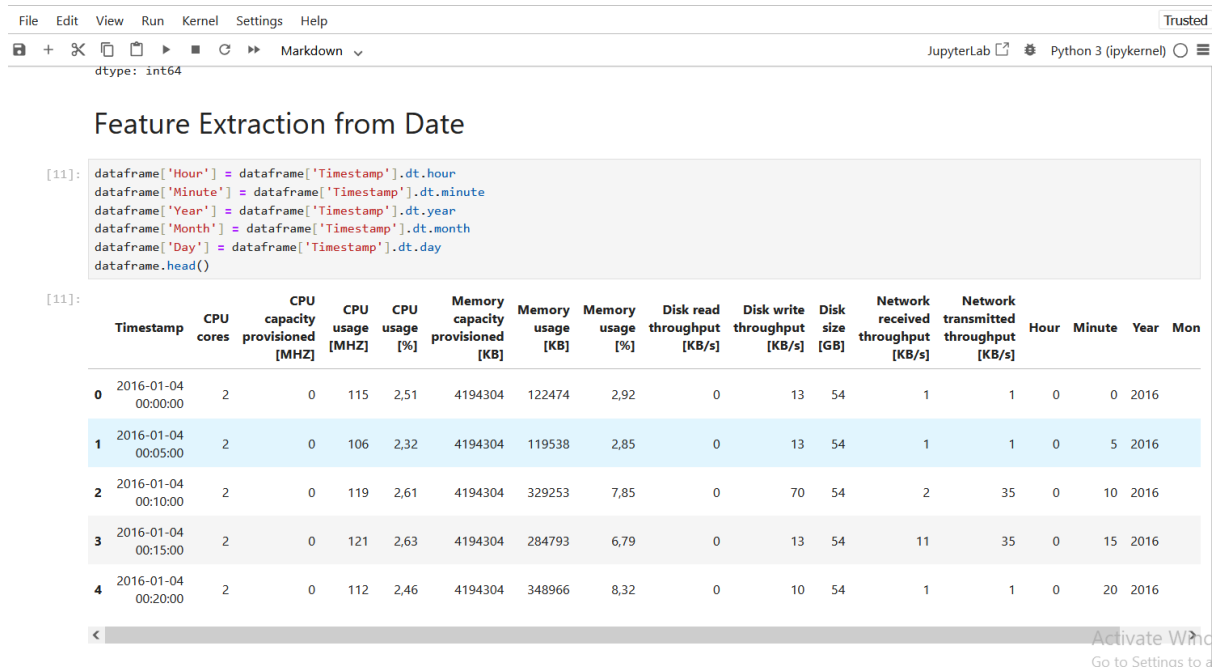 File Edit View Run Kernel Settings Help Trusted
Markdown JupyterLab Python 3 (ipykernel)
dtype: int64
Feature Extraction from Date
[11]: dataframe['Hour'] = dataframe['Timestamp'].dt.hour
dataframe['Minute'] = dataframe['Timestamp'].dt.minute
dataframe['Year'] = dataframe['Timestamp'].dt.year
dataframe['Month'] = dataframe['Timestamp'].dt.month
dataframe['Day'] = dataframe['Timestamp'].dt.day
dataframe.head()
[11]:
Timestamp CPU cores CPU capacity provisioned [MHZ] CPU usage [MHZ] CPU usage [%] Memory capacity provisioned [KB] Memory usage [KB] Memory usage [%] Disk read throughput [KB/s] Disk write throughput [KB/s] Disk size [GB] Network received throughput [KB/s] Network transmitted throughput [KB/s] Hour Minute Year Mon
0 2016-01-04 00:00:00 2 0 115 2,51 4194304 122474 2,92 0 13 54 1 1 0 0 2016
1 2016-01-04 00:05:00 2 0 106 2,32 4194304 119538 2,85 0 13 54 1 1 0 5 2016
2 2016-01-04 00:10:00 2 0 119 2,61 4194304 329253 7,85 0 70 54 2 35 0 10 2016
3 2016-01-04 00:15:00 2 0 121 2,63 4194304 284793 6,79 0 13 54 11 35 0 15 2016
4 2016-01-04 00:20:00 2 0 112 2,46 4194304 348966 8,32 0 10 54 1 1 0 20 2016
Activate Wind
Go to Settings to a